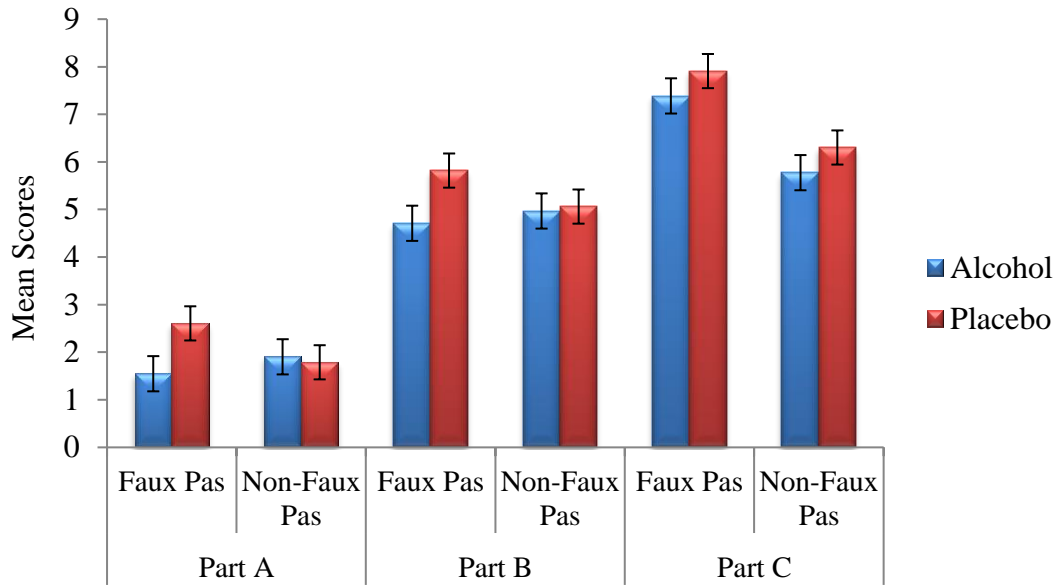 9
8
7
6
5
4
3
2
1
0
Mean Scores
Faux Pas
Non-Faux
Pas
Faux Pas
Non-Faux
Pas
Faux Pas
Non-Faux
Pas
Part A
Part B
Part C
Alcohol
Placebo